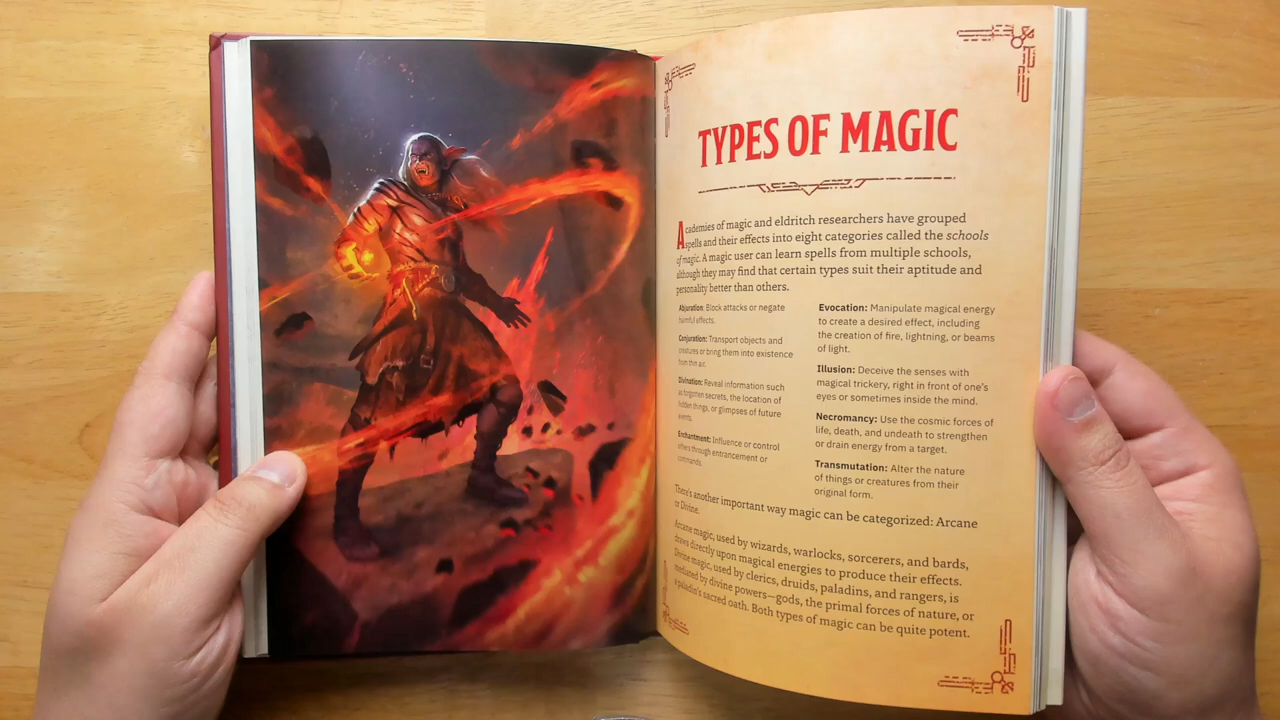 TYPES OF MAGIC
Academies of magic and eldritch researchers have grouped
spells and their effects into eight categories called the schools
of magic. A magic user can learn spells from multiple schools,
although they may find that certain types suit their aptitude and
personality better than others.
Abjuration: Block attacks or negate
harmful effects.
Conjuration: Transport objects and
creatures or bring them into existence
from thin air.
Divination: Reveal information such
as forgotten secrets, the location of
hidden things, or glimpses of future
events.
Enchantment: Influence or control
others through entrancement or
commands.
Evocation: Manipulate magical energy
to create a desired effect, including
the creation of fire, lightning, or beams
of light.
Illusion: Deceive the senses with
magical trickery, right in front of one's
eyes or sometimes inside the mind.
Necromancy: Use the cosmic forces of
life, death, and undeath to strengthen
or drain energy from a target.
Transmutation: Alter the nature
of things or creatures from their
original form.
There's another important way magic can be categorized: Arcane
or Divine.
Arcane magic, used by wizards, warlocks, sorcerers, and bards,
draws directly upon magical energies to produce their effects.
Divine magic, used by clerics, druids, paladins, and rangers, is
mediated by divine powers—gods, the primal forces of nature, or
a paladin's sacred oath. Both types of magic can be quite potent.